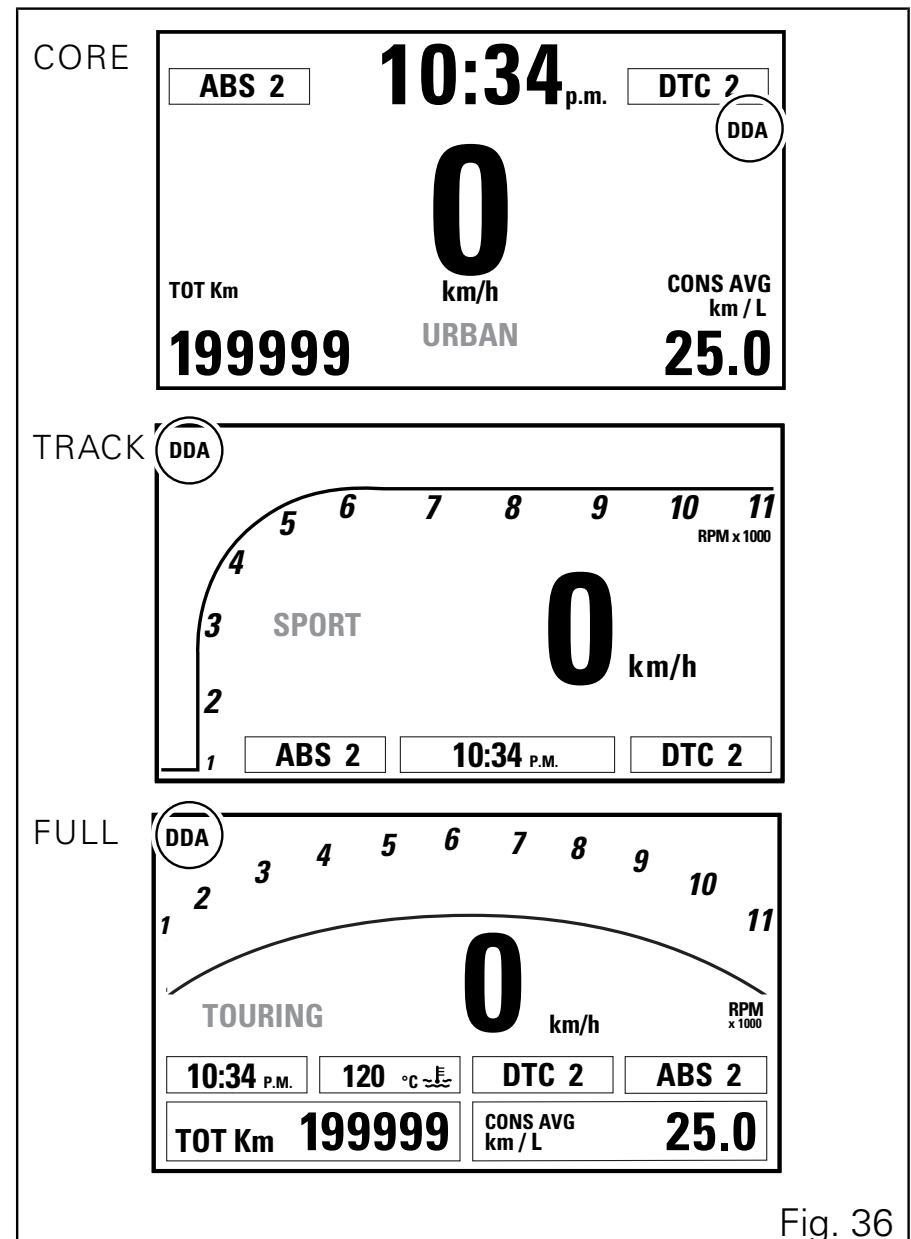 CORE
ABS 2 10:34 p.m. DTC 2
DDA
0
km/h
TOT Km CONS AVG
km / L
199999 URBAN 25.0
TRACK DDA
1 2 3 4 5 6 7 8 9 10 11
RPM x 1000
SPORT 0 km/h
ABS 2 10:34 P.M. DTC 2
FULL DDA
1 2 3 4 5 6 7 8 9 10 11
0
TOURING km/h RPM
x 1000
10:34 P.M. 120 °C DTC 2 ABS 2
TOT Km 199999 CONS AVG
km / L 25.0
Fig. 36